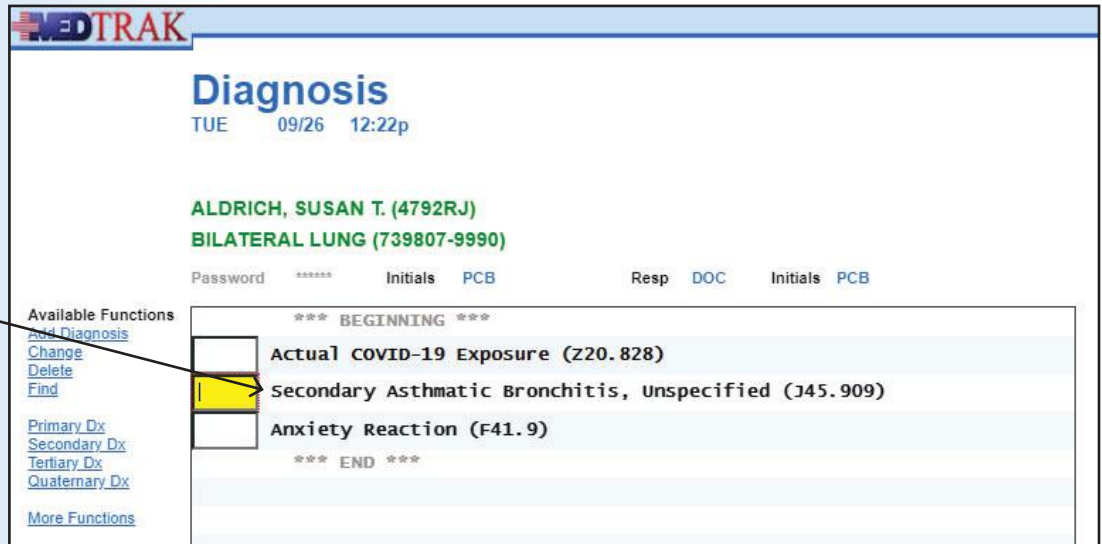 MEDTRAK
Diagnosis
TUE 09/26 12:22p
ALDRICH, SUSAN T. (4792RJ)
BILATERAL LUNG (739807-9990)
Password ****** Initials PCB Resp DOC Initials PCB
Available Functions
Add Diagnosis
Change
Delete
Find
Primary Dx
Secondary Dx
Tertiary Dx
Quaternary Dx
More Functions
*** BEGINNING ***
Actual COVID-19 Exposure (Z20.828)
Secondary Asthmatic Bronchitis, Unspecified (J45.909)
Anxiety Reaction (F41.9)
*** END ***